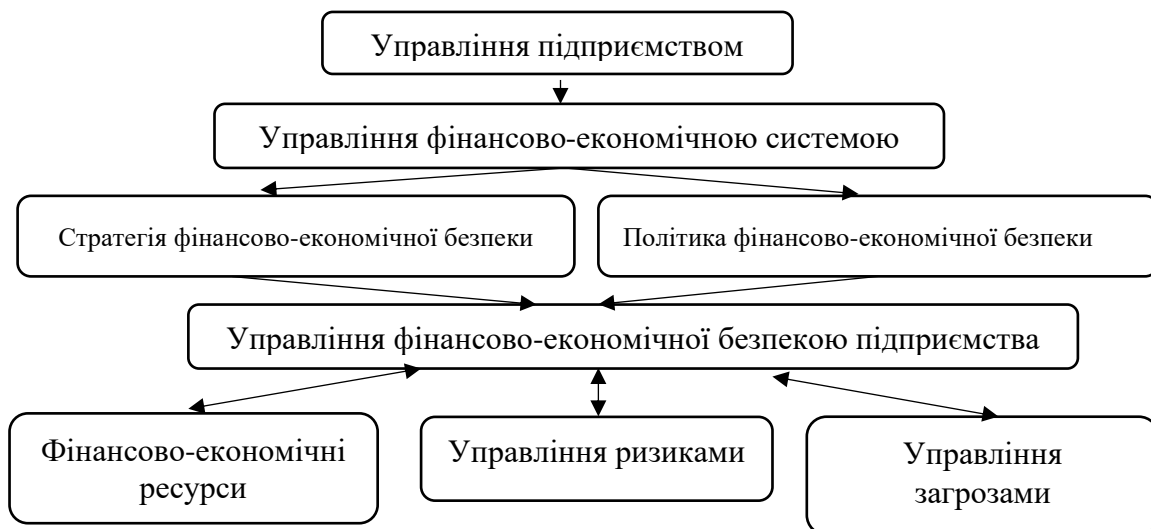 Управління підприємством
Управління фінансово-економічною системою
Стратегія фінансово-економічної безпеки
Політика фінансово-економічної безпеки
Управління фінансово-економічної безпекою підприємства
Фінансово-економічні
ресурси
Управління ризиками
Управління
загрозами